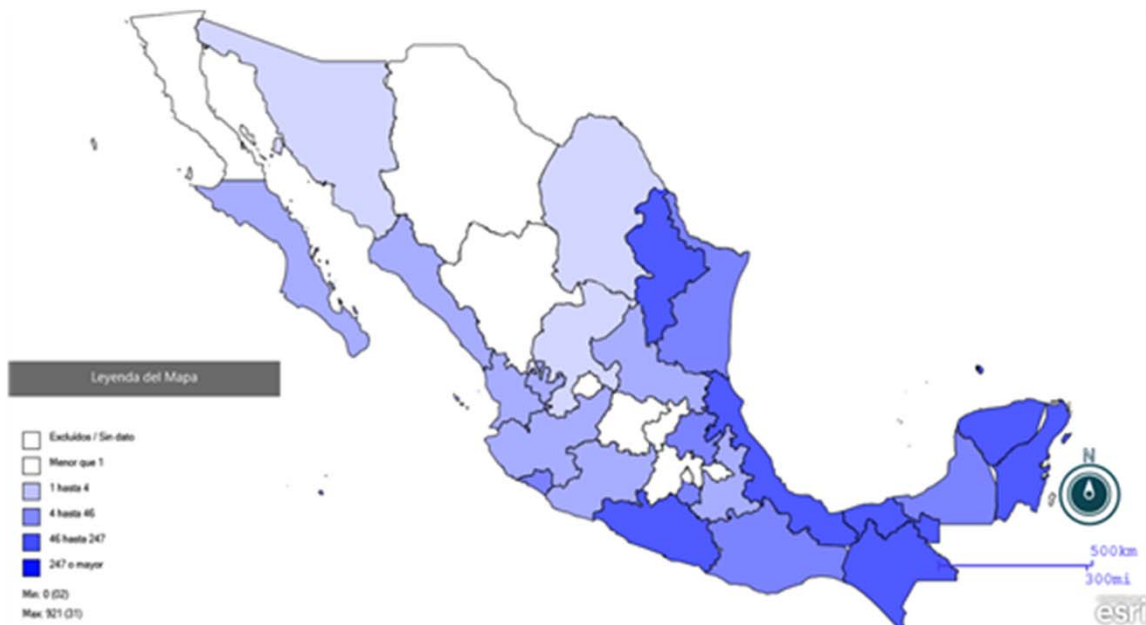 Leyenda del Mapa
Excluídos / Sin dato
Menor que 1
1 hasta 4
4 hasta 46
46 hasta 247
247 o mayor
Min: 0 (02)
Max: 921 (31)
N
500km
300mi
esri